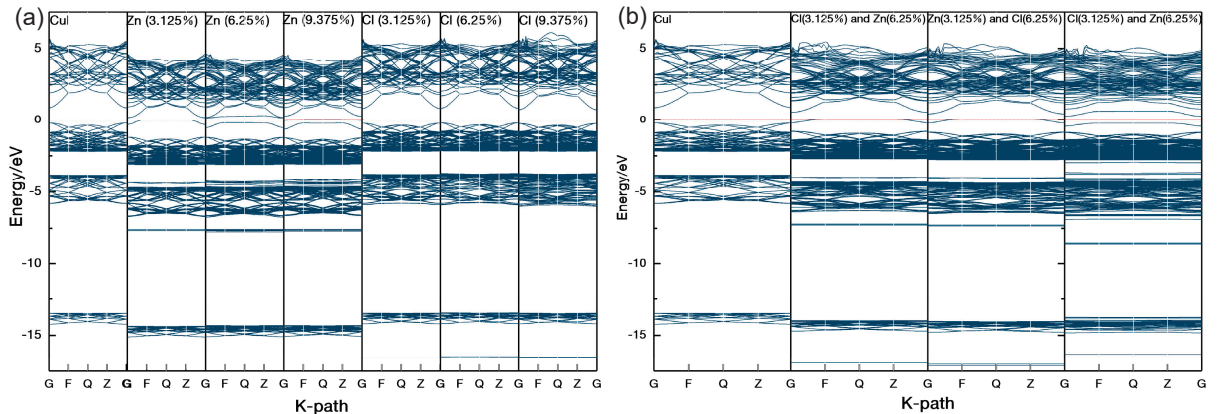 (a)
CuI Zn (3.125%) Zn (6.25%) Zn (9.375%) Cl (3.125%) Cl (6.25%) Cl (9.375%)
5
0
-5
-10
-15
Energy/eV
G F Q Z G F Q Z G F Q Z G F Q Z G F Q Z G F Q Z G F Q Z G
K-path
(b)
CuI Cl(3.125%) and Zn(6.25%) Zn(3.125%) and Cl(6.25%) Cl(3.125%) and Zn(6.25%)
5
0
-5
-10
-15
Energy/eV
G F Q Z G F Q Z G F Q Z G F Q Z G
K-path